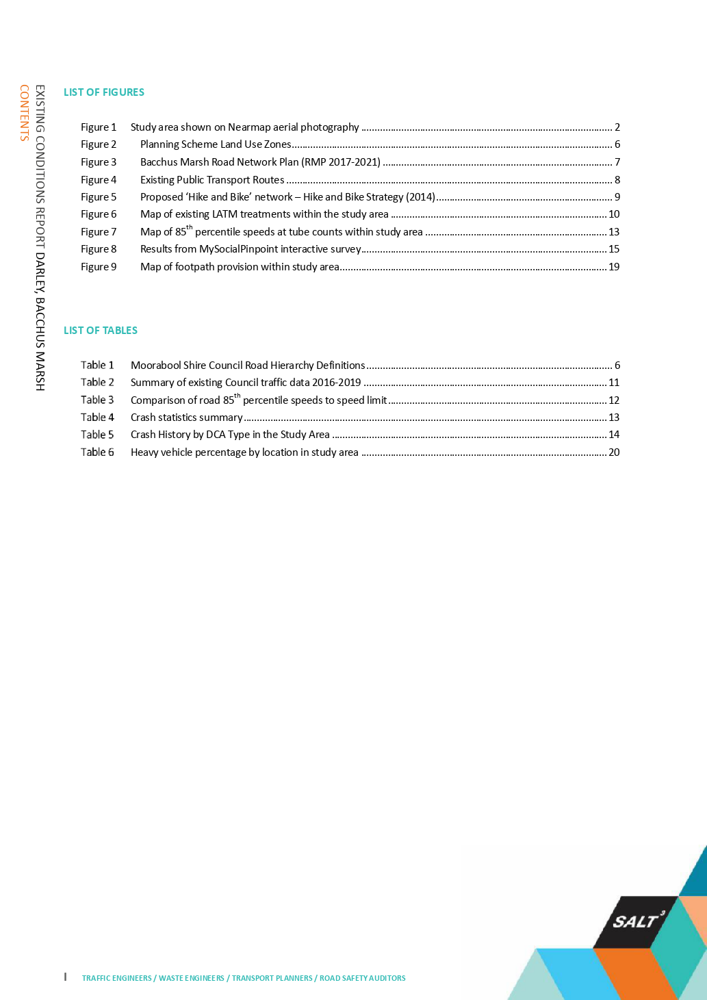 EXISTING CONDITIONS REPORT DARLEY, BACCHUS MARSH
CONTENTS
LIST OF FIGURES
Figure 1 Study area shown on Nearmap aerial photography ........ 2
Figure 2 Planning Scheme Land Use Zones........ 6
Figure 3 Bacchus Marsh Road Network Plan (RMP 2017-2021) ........ 7
Figure 4 Existing Public Transport Routes ........ 8
Figure 5 Proposed ‘Hike and Bike’ network – Hike and Bike Strategy (2014)........ 9
Figure 6 Map of existing LATM treatments within the study area ........ 10
Figure 7 Map of 85th percentile speeds at tube counts within study area ........ 13
Figure 8 Results from MySocialPinpoint interactive survey........ 15
Figure 9 Map of footpath provision within study area........ 19
LIST OF TABLES
Table 1 Moorabool Shire Council Road Hierarchy Definitions........ 6
Table 2 Summary of existing Council traffic data 2016-2019 ........ 11
Table 3 Comparison of road 85th percentile speeds to speed limit........ 12
Table 4 Crash statistics summary........ 13
Table 5 Crash History by DCA Type in the Study Area ........ 14
Table 6 Heavy vehicle percentage by location in study area ........ 20
SALT3
I TRAFFIC ENGINEERS / WASTE ENGINEERS / TRANSPORT PLANNERS / ROAD SAFETY AUDITORS